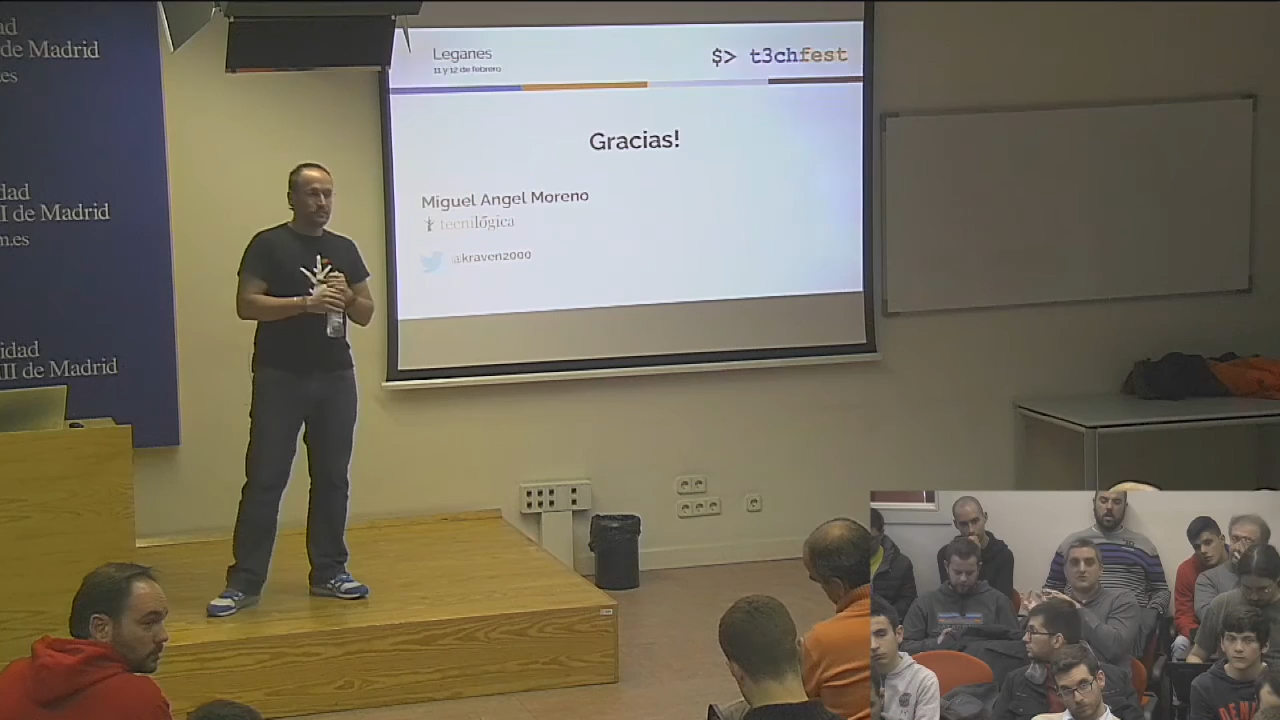 ad
de Madrid
.es
dad
I de Madrid
m.es
idad
III de Madrid
Leganes
11 y 12 de febrero
$> t3chfest
Gracias!
Miguel Angel Moreno
tecnilógica
@kraven2000